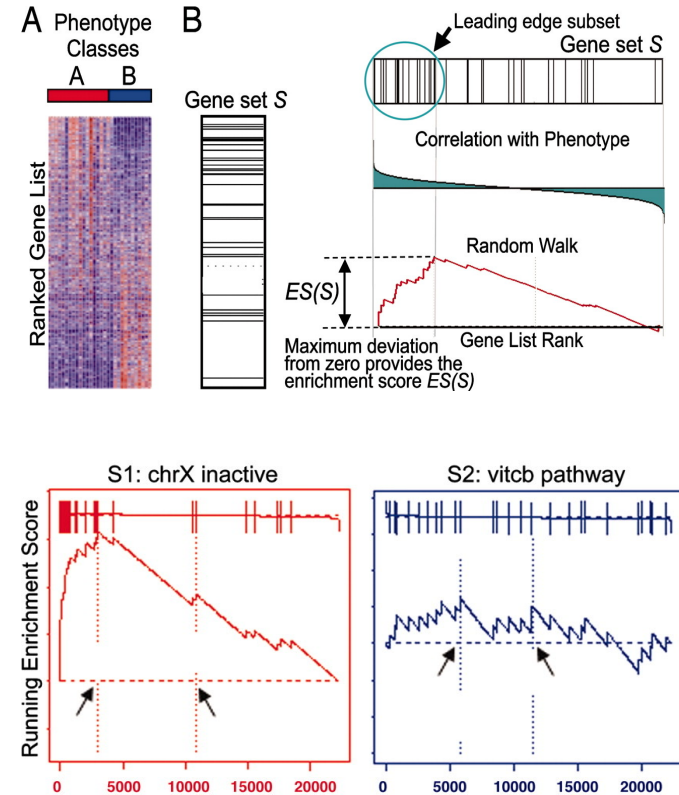 A
Phenotype
Classes
A B
Ranked Gene List
B
Gene set S
Leading edge subset
Gene set S
Correlation with Phenotype
Random Walk
ES(S)
Gene List Rank
Maximum deviation
from zero provides the
enrichment score ES(S)
S1: chrX inactive
S2: vitcb pathway
Running Enrichment Score
0 5000 10000 15000 20000
0 5000 10000 15000 20000